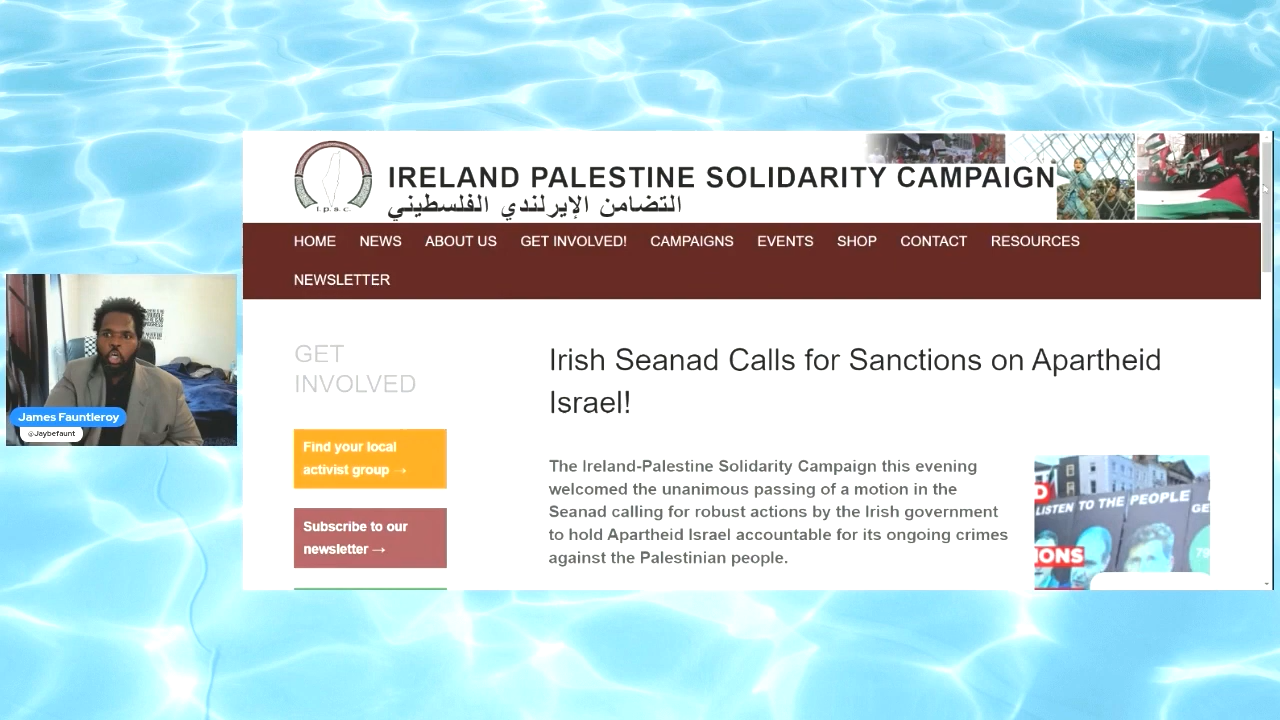 i.p.s.c.
IRELAND PALESTINE SOLIDARITY CAMPAIGN
التضامن الإيرلندي الفلسطيني
HOME NEWS ABOUT US GET INVOLVED! CAMPAIGNS EVENTS SHOP CONTACT RESOURCES
NEWSLETTER
GET
INVOLVED
Find your local
activist group →
Subscribe to our
newsletter →
Irish Seanad Calls for Sanctions on Apartheid
Israel!
The Ireland-Palestine Solidarity Campaign this evening
welcomed the unanimous passing of a motion in the
Seanad calling for robust actions by the Irish government
to hold Apartheid Israel accountable for its ongoing crimes
against the Palestinian people.
LISTEN TO THE PEOPLE
IONS
James Fauntleroy
@Jaybefaunt